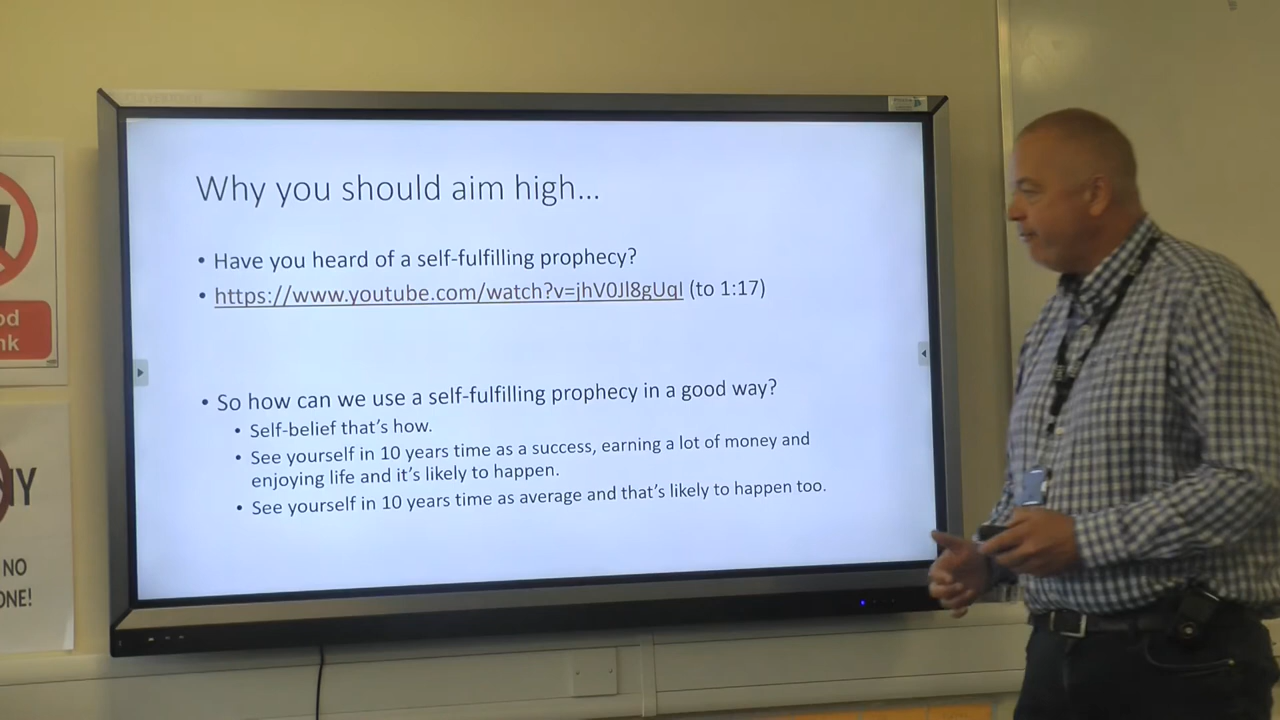 Why you should aim high...
• Have you heard of a self-fulfilling prophecy?
• https://www.youtube.com/watch?v=jhV0Jl8gUqI (to 1:17)
• So how can we use a self-fulfilling prophecy in a good way?
• Self-belief that's how.
• See yourself in 10 years time as a success, earning a lot of money and
enjoying life and it's likely to happen.
• See yourself in 10 years time as average and that's likely to happen too.
od
nk
NY
NO
ONE!